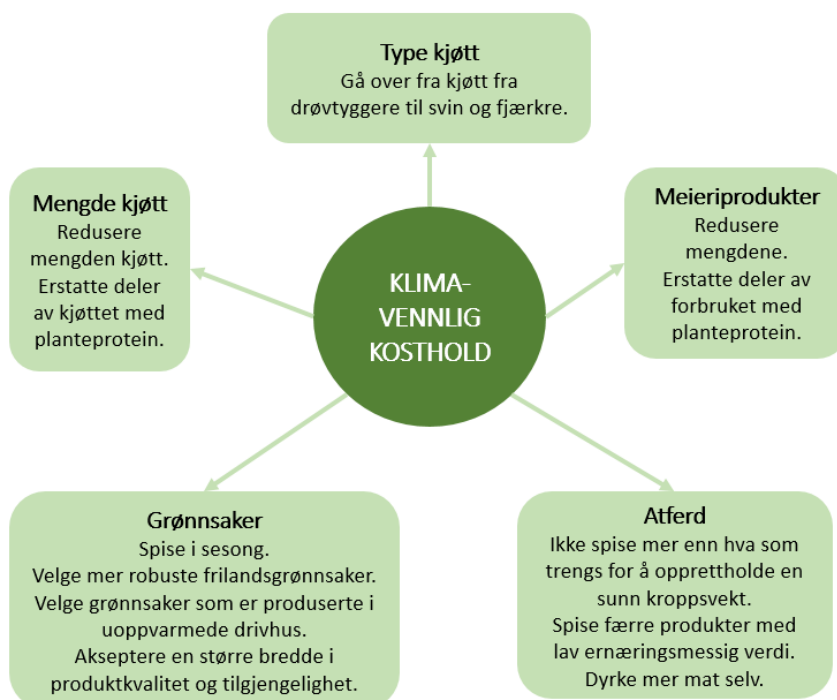 Type kjøtt
Gå over fra kjøtt fra
drøvtyggere til svin og fjærkre.
Mengde kjøtt
Redusere
mengden kjøtt.
Erstatte deler
av kjøttet med
planteprotein.
KLIMA-
VENNLIG
KOSTHOLD
Meieriprodukter
Redusere
mengdene.
Erstatte deler av
forbruket med
planteprotein.
Grønnsaker
Spise i sesong.
Velge mer robuste frilandsgrønnsaker.
Velge grønnsaker som er produserte i
uoppvarmede drivhus.
Akseptere en større bredde i
produktkvalitet og tilgjengelighet.
Atferd
Ikke spise mer enn hva som
trengs for å opprettholde en
sunn kroppsvekt.
Spise færre produkter med
lav ernæringsmessig verdi.
Dyrke mer mat selv.